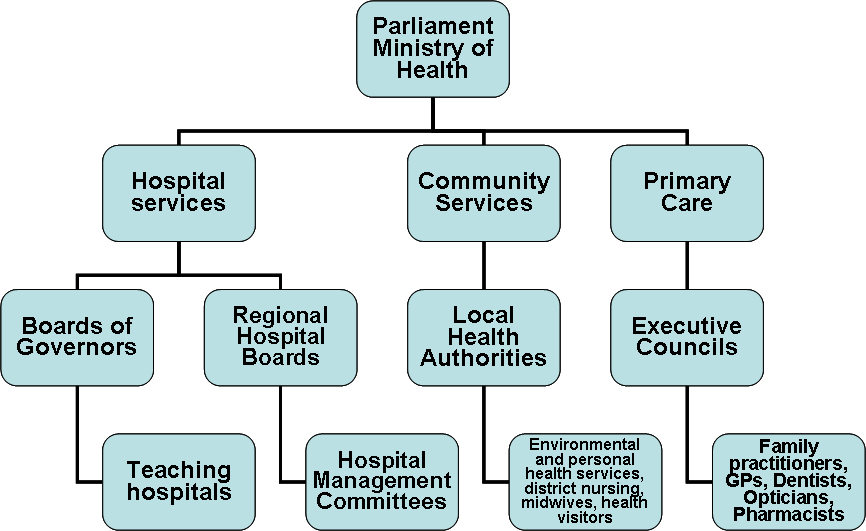 Parliament
Ministry of
Health
Hospital
services
Community
Services
Primary
Care
Boards of
Governors
Regional
Hospital
Boards
Local
Health
Authorities
Executive
Councils
Teaching
hospitals
Hospital
Management
Committees
Environmental
and personal
health services,
district nursing,
midwives, health
visitors
Family
practitioners,
GPs, Dentists,
Opticians,
Pharmacists